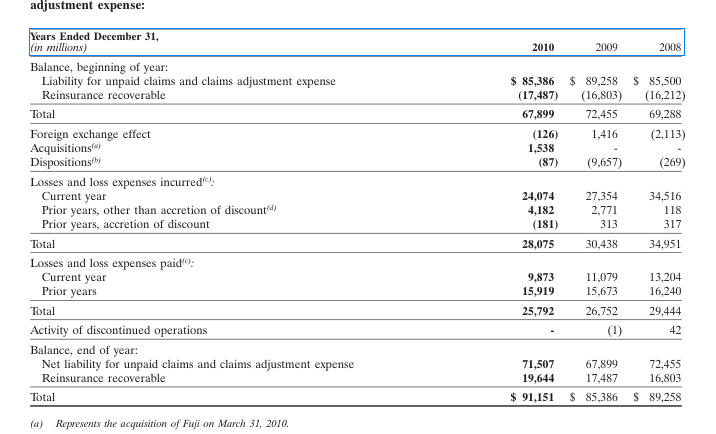 adjustment expense:
Years Ended December 31,
(in millions) 2010 2009 2008
Balance, beginning of year:
Liability for unpaid claims and claims adjustment expense $ 85,386 $ 89,258 $ 85,500
Reinsurance recoverable (17,487) (16,803) (16,212)
Total 67,899 72,455 69,288
Foreign exchange effect (126) 1,416 (2,113)
Acquisitions(a) 1,538 - -
Dispositions(b) (87) (9,657) (269)
Losses and loss expenses incurred(c):
Current year 24,074 27,354 34,516
Prior years, other than accretion of discount(d) 4,182 2,771 118
Prior years, accretion of discount (181) 313 317
Total 28,075 30,438 34,951
Losses and loss expenses paid(c):
Current year 9,873 11,079 13,204
Prior years 15,919 15,673 16,240
Total 25,792 26,752 29,444
Activity of discontinued operations - (1) 42
Balance, end of year:
Net liability for unpaid claims and claims adjustment expense 71,507 67,899 72,455
Reinsurance recoverable 19,644 17,487 16,803
Total $ 91,151 $ 85,386 $ 89,258
(a) Represents the acquisition of Fuji on March 31, 2010.